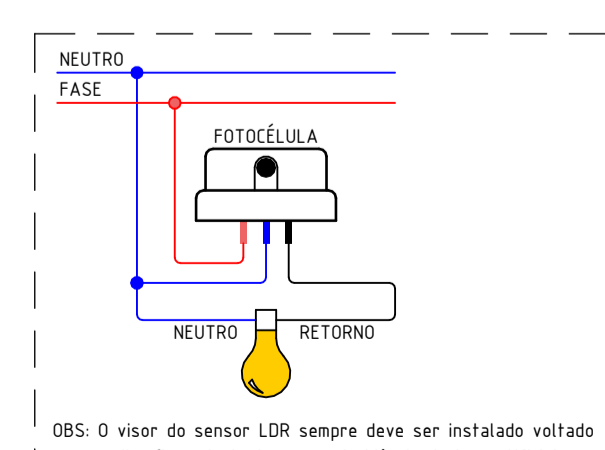 NEUTRO
FASE
FOTOCÉLULA
NEUTRO
RETORNO
OBS: O visor do sensor LDR sempre deve ser instalado voltado